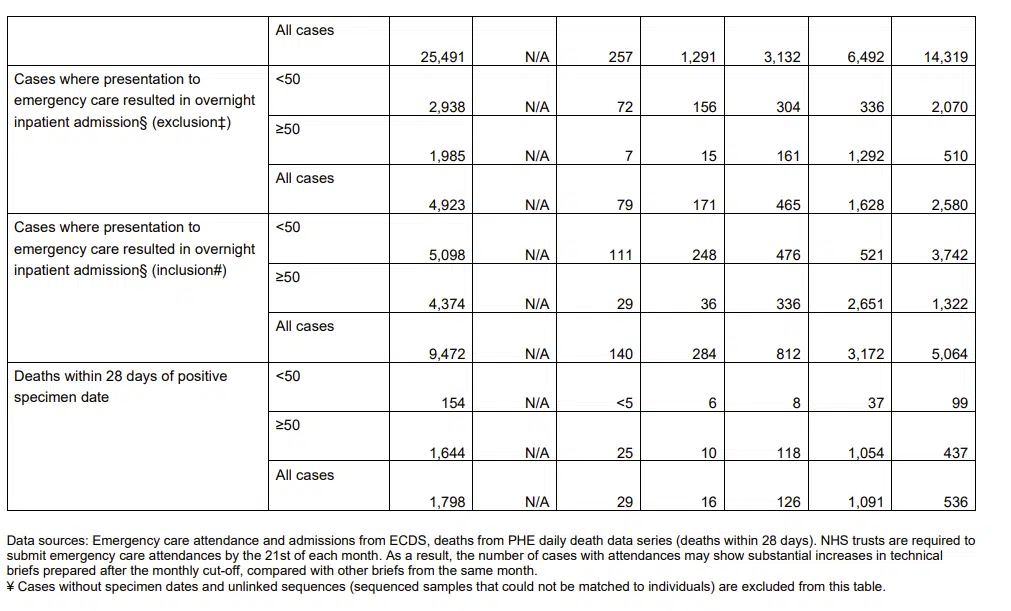 All cases
25,491 N/A 257 1,291 3,132 6,492 14,319
Cases where presentation to <50
emergency care resulted in overnight
inpatient admission§ (exclusion‡) 2,938 N/A 72 156 304 336 2,070
≥50
1,985 N/A 7 15 161 1,292 510
All cases
4,923 N/A 79 171 465 1,628 2,580
Cases where presentation to <50
emergency care resulted in overnight
inpatient admission§ (inclusion#) 5,098 N/A 111 248 476 521 3,742
≥50
4,374 N/A 29 36 336 2,651 1,322
All cases
9,472 N/A 140 284 812 3,172 5,064
Deaths within 28 days of positive <50
specimen date
154 N/A <5 6 8 37 99
≥50
1,644 N/A 25 10 118 1,054 437
All cases
1,798 N/A 29 16 126 1,091 536
Data sources: Emergency care attendance and admissions from ECDS, deaths from PHE daily death data series (deaths within 28 days). NHS trusts are required to
submit emergency care attendances by the 21st of each month. As a result, the number of cases with attendances may show substantial increases in technical
briefs prepared after the monthly cut-off, compared with other briefs from the same month.
¥ Cases without specimen dates and unlinked sequences (sequenced samples that could not be matched to individuals) are excluded from this table.